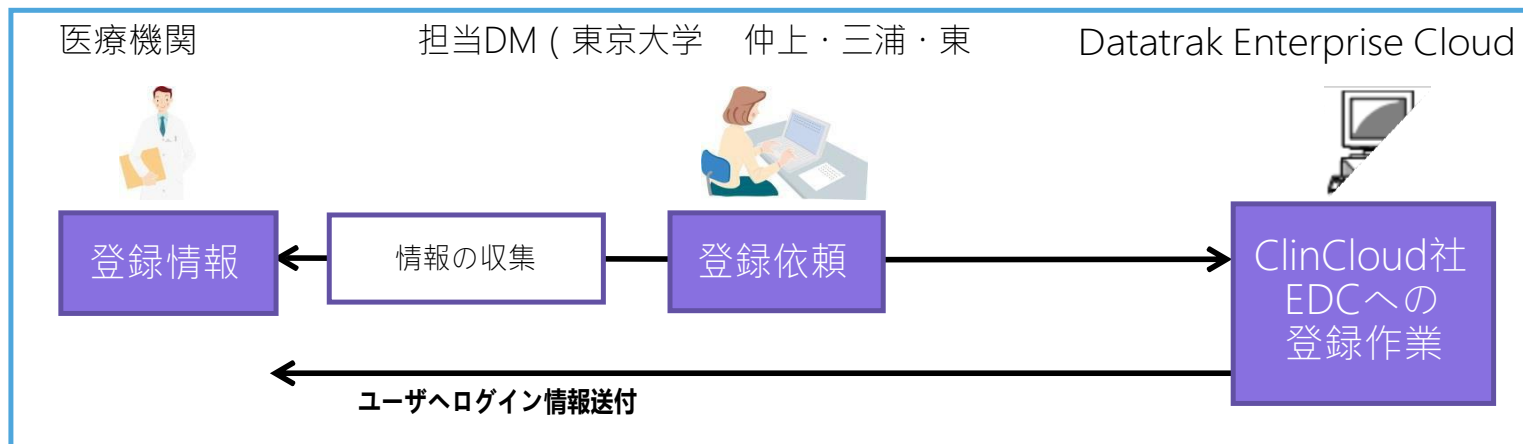 医療機関
担当DM ( 東京大学　仲上・三浦・東
Datatrak Enterprise Cloud
登録情報
情報の収集
登録依頼
ClinCloud社
EDCへの
登録作業
ユーザへログイン情報送付